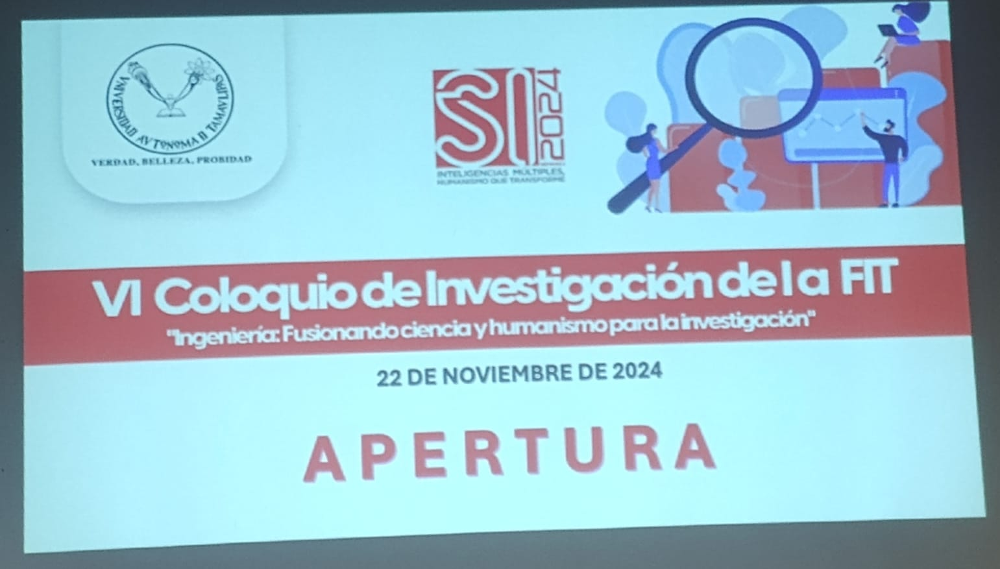 VNIVERSIDAD AVTONOMA D TAMAVLIPAS
VERDAD, BELLEZA, PROBIDAD
SI 2024
INTELIGENCIAS MÚLTIPLES,
HUMANISMO QUE TRANSFORME
VI Coloquio de Investigación de la FIT
"Ingeniería: Fusionando ciencia y humanismo para la investigación"
22 DE NOVIEMBRE DE 2024
APERTURA